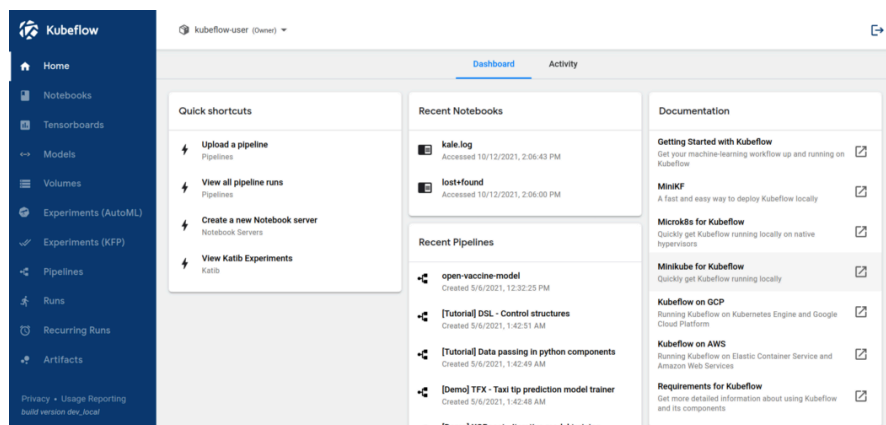 Kubeflow
kubeflow-user (Owner)
Home
Notebooks
Tensorboards
Models
Volumes
Experiments (AutoML)
Experiments (KFP)
Pipelines
Runs
Recurring Runs
Artifacts
Privacy • Usage Reporting
build version dev_local
Dashboard
Activity
Quick shortcuts
Upload a pipeline
Pipelines
View all pipeline runs
Pipelines
Create a new Notebook server
Notebook Servers
View Katib Experiments
Katib
Recent Notebooks
kale.log
Accessed 10/12/2021, 2:06:43 PM
lost+found
Accessed 10/12/2021, 2:06:00 PM
Recent Pipelines
open-vaccine-model
Created 5/6/2021, 12:32:25 PM
[Tutorial] DSL - Control structures
Created 5/6/2021, 1:42:51 AM
[Tutorial] Data passing in python components
Created 5/6/2021, 1:42:49 AM
[Demo] TFX - Taxi tip prediction model trainer
Created 5/6/2021, 1:42:48 AM
Documentation
Getting Started with Kubeflow
Get your machine-learning workflow up and running on
Kubeflow
MiniKF
A fast and easy way to deploy Kubeflow locally
Microk8s for Kubeflow
Quickly get Kubeflow running locally on native
hypervisors
Minikube for Kubeflow
Quickly get Kubeflow running locally
Kubeflow on GCP
Running Kubeflow on Kubernetes Engine and Google
Cloud Platform
Kubeflow on AWS
Running Kubeflow on Elastic Container Service and
Amazon Web Services
Requirements for Kubeflow
Get more detailed information about using Kubeflow
and its components